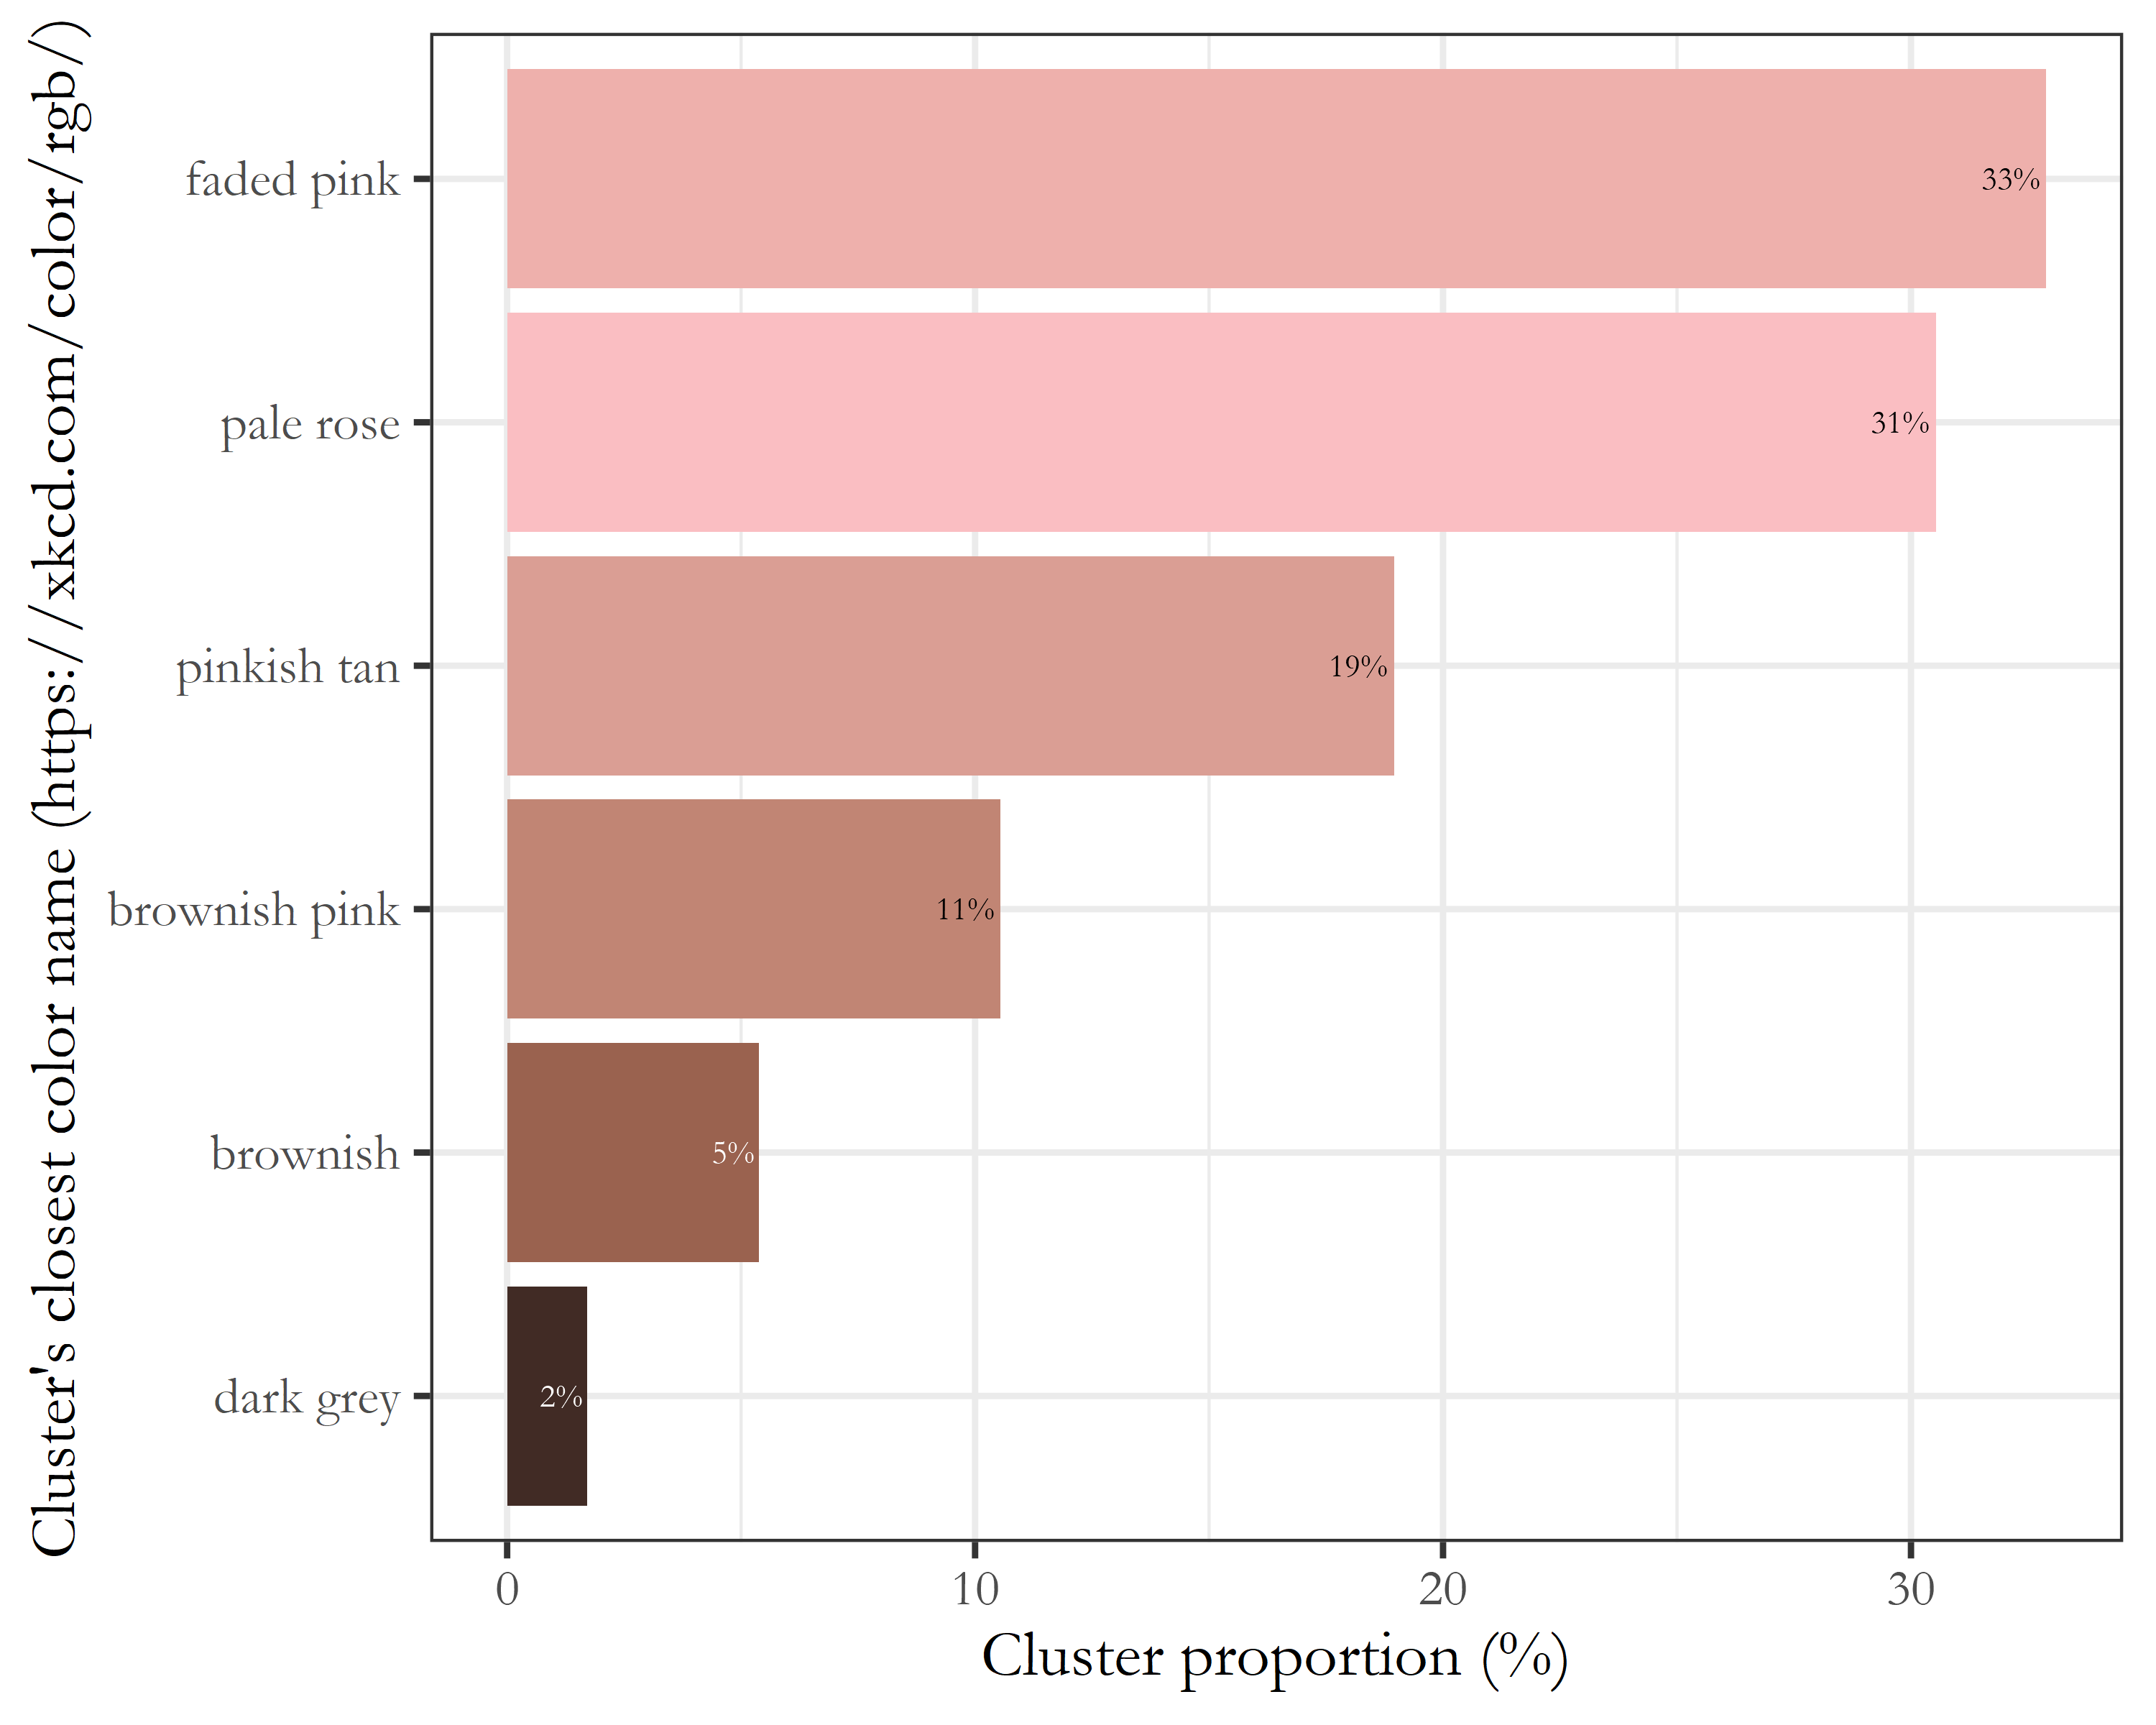 Cluster's closest color name (https://xkcd.com/color/rgb/)
faded pink
33%
pale rose
31%
pinkish tan
19%
brownish pink
11%
brownish
5%
dark grey
2%
0 10 20 30
Cluster proportion (%)